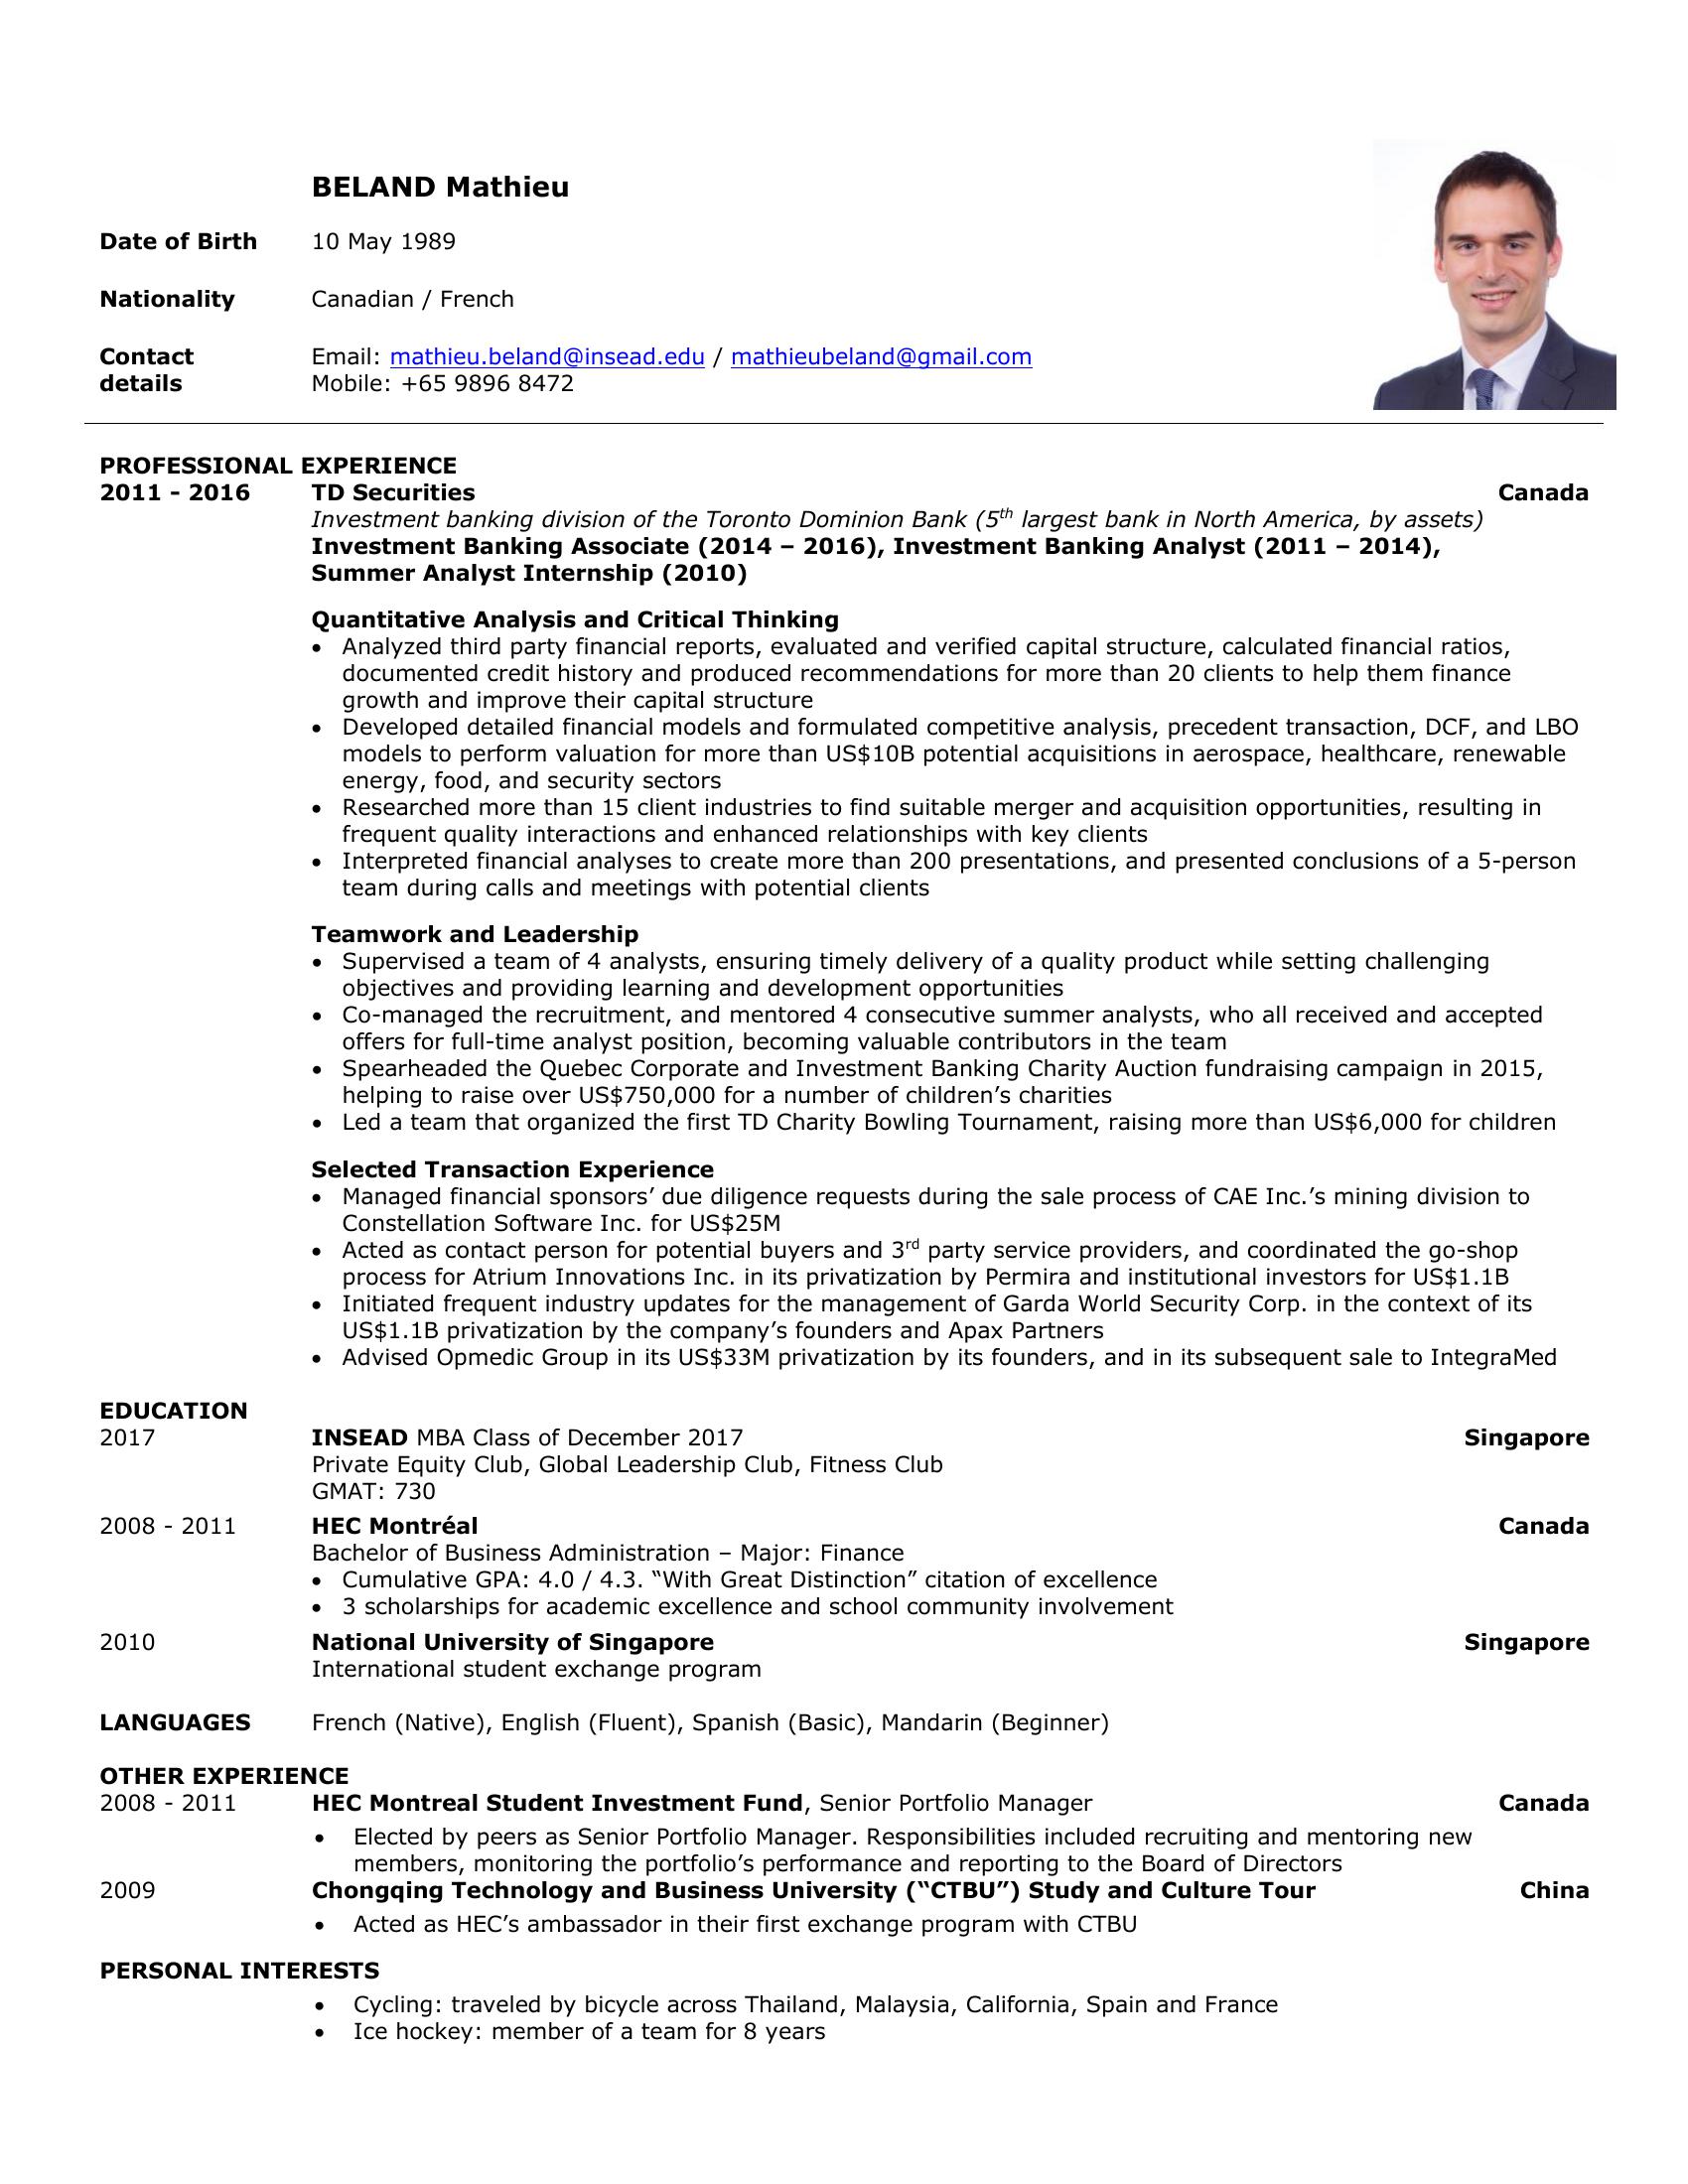 BELAND Mathieu
Date of Birth 10 May 1989
Nationality Canadian / French
Contact Email: mathieu.beland@insead.edu / mathieubeland@gmail.com
details Mobile: +65 9896 8472
PROFESSIONAL EXPERIENCE
2011 - 2016 TD Securities Canada
Investment banking division of the Toronto Dominion Bank (5th largest bank in North America, by assets)
Investment Banking Associate (2014 – 2016), Investment Banking Analyst (2011 – 2014),
Summer Analyst Internship (2010)
Quantitative Analysis and Critical Thinking
• Analyzed third party financial reports, evaluated and verified capital structure, calculated financial ratios,
documented credit history and produced recommendations for more than 20 clients to help them finance
growth and improve their capital structure
• Developed detailed financial models and formulated competitive analysis, precedent transaction, DCF, and LBO
models to perform valuation for more than US$10B potential acquisitions in aerospace, healthcare, renewable
energy, food, and security sectors
• Researched more than 15 client industries to find suitable merger and acquisition opportunities, resulting in
frequent quality interactions and enhanced relationships with key clients
• Interpreted financial analyses to create more than 200 presentations, and presented conclusions of a 5-person
team during calls and meetings with potential clients
Teamwork and Leadership
• Supervised a team of 4 analysts, ensuring timely delivery of a quality product while setting challenging
objectives and providing learning and development opportunities
• Co-managed the recruitment, and mentored 4 consecutive summer analysts, who all received and accepted
offers for full-time analyst position, becoming valuable contributors in the team
• Spearheaded the Quebec Corporate and Investment Banking Charity Auction fundraising campaign in 2015,
helping to raise over US$750,000 for a number of children’s charities
• Led a team that organized the first TD Charity Bowling Tournament, raising more than US$6,000 for children
Selected Transaction Experience
• Managed financial sponsors’ due diligence requests during the sale process of CAE Inc.’s mining division to
Constellation Software Inc. for US$25M
• Acted as contact person for potential buyers and 3rd party service providers, and coordinated the go-shop
process for Atrium Innovations Inc. in its privatization by Permira and institutional investors for US$1.1B
• Initiated frequent industry updates for the management of Garda World Security Corp. in the context of its
US$1.1B privatization by the company’s founders and Apax Partners
• Advised Opmedic Group in its US$33M privatization by its founders, and in its subsequent sale to IntegraMed
EDUCATION
2017 INSEAD MBA Class of December 2017 Singapore
Private Equity Club, Global Leadership Club, Fitness Club
GMAT: 730
2008 - 2011 HEC Montréal Canada
Bachelor of Business Administration – Major: Finance
• Cumulative GPA: 4.0 / 4.3. “With Great Distinction” citation of excellence
• 3 scholarships for academic excellence and school community involvement
2010 National University of Singapore Singapore
International student exchange program
LANGUAGES French (Native), English (Fluent), Spanish (Basic), Mandarin (Beginner)
OTHER EXPERIENCE
2008 - 2011 HEC Montreal Student Investment Fund, Senior Portfolio Manager Canada
• Elected by peers as Senior Portfolio Manager. Responsibilities included recruiting and mentoring new
members, monitoring the portfolio’s performance and reporting to the Board of Directors
2009 Chongqing Technology and Business University (“CTBU”) Study and Culture Tour China
• Acted as HEC’s ambassador in their first exchange program with CTBU
PERSONAL INTERESTS
• Cycling: traveled by bicycle across Thailand, Malaysia, California, Spain and France
• Ice hockey: member of a team for 8 years